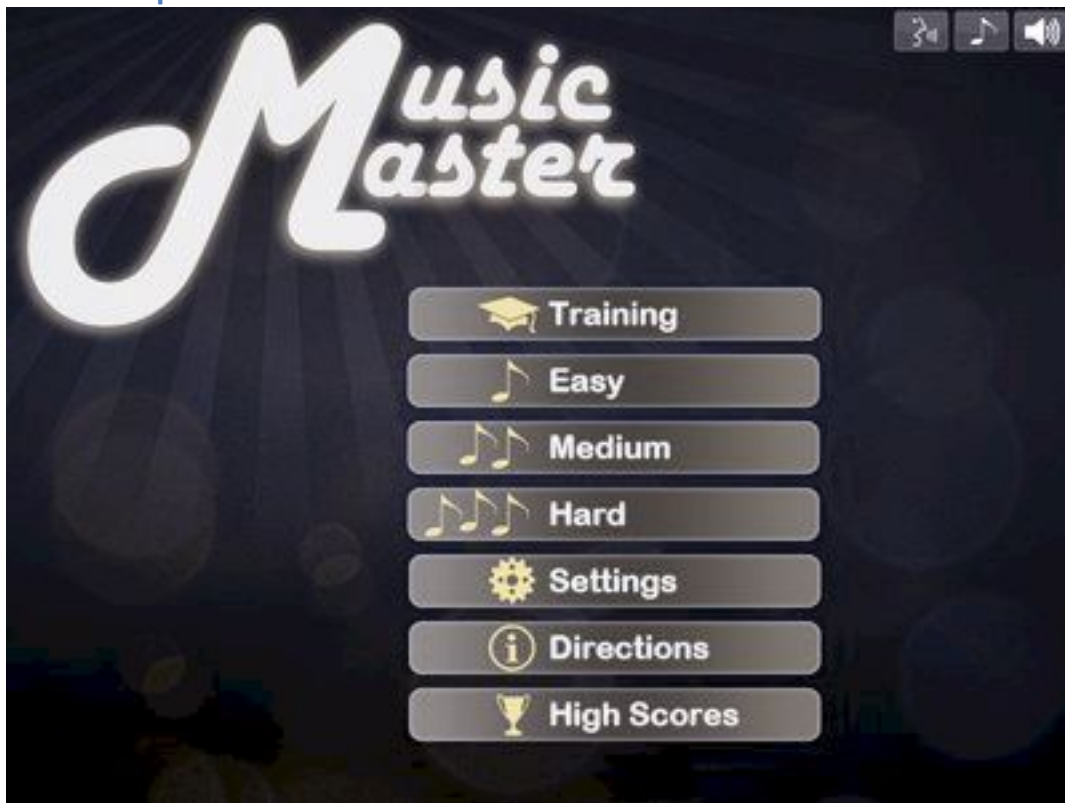 Music
Master
Training
Easy
Medium
Hard
Settings
Directions
High Scores